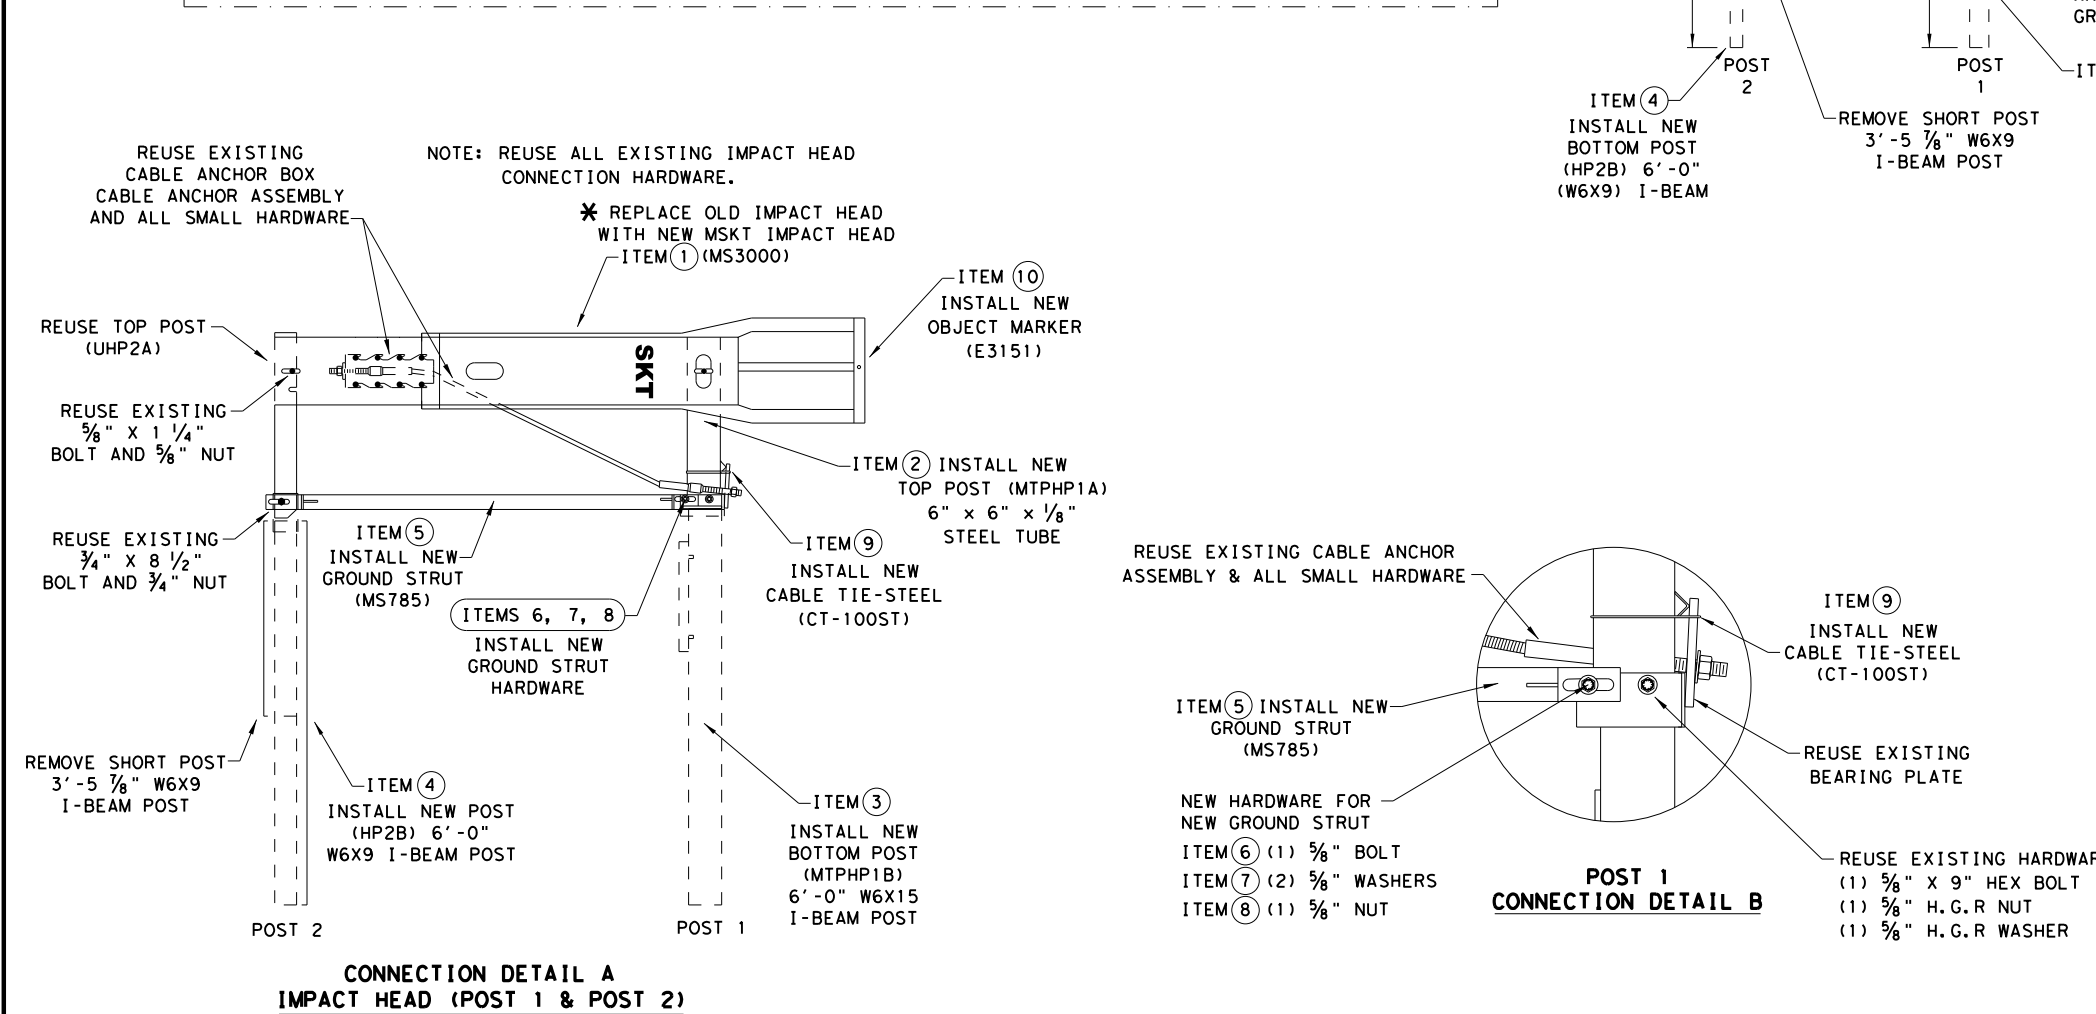 POST
2
POST
1
GR
IT
ITEM 4
INSTALL NEW
BOTTOM POST
(HP2B) 6'-0"
(W6X9) I-BEAM
REMOVE SHORT POST
3'-5 7/8" W6X9
I-BEAM POST
REUSE EXISTING
CABLE ANCHOR BOX
CABLE ANCHOR ASSEMBLY
AND ALL SMALL HARDWARE
NOTE: REUSE ALL EXISTING IMPACT HEAD
CONNECTION HARDWARE.
* REPLACE OLD IMPACT HEAD
WITH NEW MSKT IMPACT HEAD
ITEM 1 (MS3000)
ITEM 10
INSTALL NEW
OBJECT MARKER
(E3151)
REUSE TOP POST
(UHP2A)
SKT
REUSE EXISTING
5/8" X 1 1/4"
BOLT AND 5/8" NUT
ITEM 2 INSTALL NEW
TOP POST (MTPHP1A)
6" x 6" x 1/8"
STEEL TUBE
REUSE EXISTING
3/4" X 8 1/2"
BOLT AND 3/4" NUT
ITEM 5
INSTALL NEW
GROUND STRUT
(MS785)
ITEM 9
INSTALL NEW
CABLE TIE-STEEL
(CT-100ST)
ITEMS 6, 7, 8
INSTALL NEW
GROUND STRUT
HARDWARE
REMOVE SHORT POST
3'-5 7/8" W6X9
I-BEAM POST
ITEM 4
INSTALL NEW POST
(HP2B) 6'-0"
W6X9 I-BEAM POST
ITEM 3
INSTALL NEW
BOTTOM POST
(MTPHP1B)
6'-0" W6X15
I-BEAM POST
POST 2
POST 1
CONNECTION DETAIL A
IMPACT HEAD (POST 1 & POST 2)
REUSE EXISTING CABLE ANCHOR
ASSEMBLY & ALL SMALL HARDWARE
ITEM 9
INSTALL NEW
CABLE TIE-STEEL
(CT-100ST)
ITEM 5 INSTALL NEW
GROUND STRUT
(MS785)
REUSE EXISTING
BEARING PLATE
NEW HARDWARE FOR
NEW GROUND STRUT
ITEM 6 (1) 5/8" BOLT
ITEM 7 (2) 5/8" WASHERS
ITEM 8 (1) 5/8" NUT
POST 1
CONNECTION DETAIL B
REUSE EXISTING HARDWAR
(1) 5/8" X 9" HEX BOLT
(1) 5/8" H.G.R NUT
(1) 5/8" H.G.R WASHER